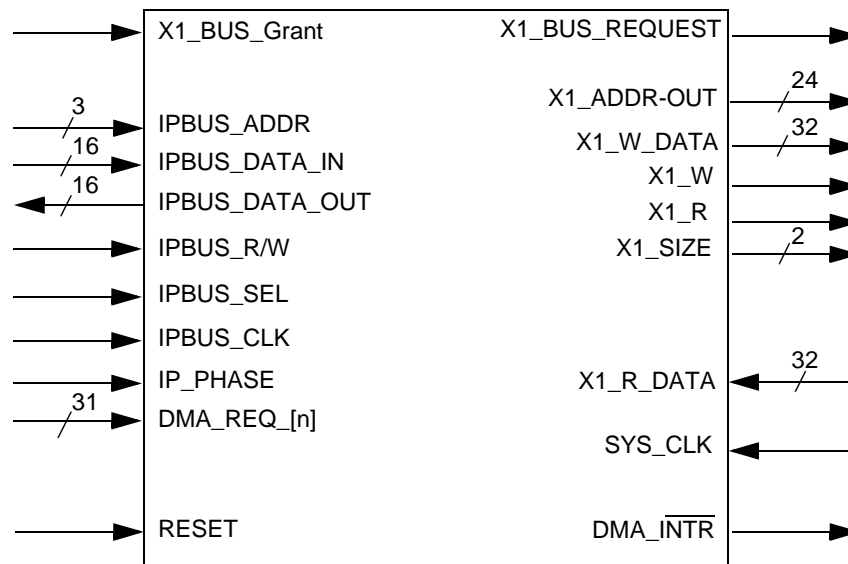 X1_BUS_Grant
X1_BUS_REQUEST
X1_ADDR-OUT
24
3
IPBUS_ADDR
X1_W_DATA
32
16
IPBUS_DATA_IN
X1_W
16
IPBUS_DATA_OUT
X1_R
IPBUS_R/W
X1_SIZE
2
IPBUS_SEL
IPBUS_CLK
IP_PHASE
X1_R_DATA
32
31
DMA_REQ_[n]
SYS_CLK
RESET
DMA_INTR